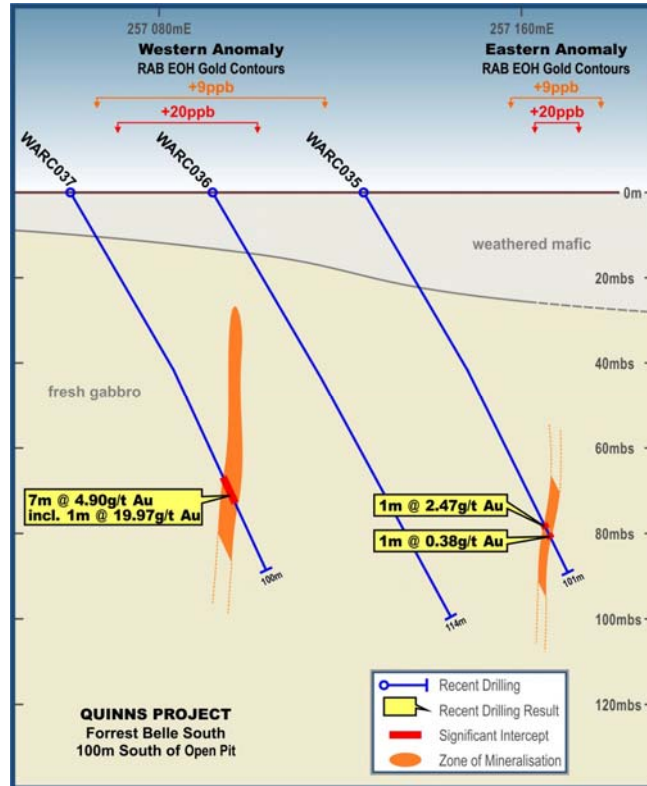 257 080mE
257 160mE
Western Anomaly
RAB EOH Gold Contours
Eastern Anomaly
RAB EOH Gold Contours
+9ppb
+20ppb
+9ppb
+20ppb
WARC037
WARC036
WARC035
0m
weathered mafic
20mbs
fresh gabbro
40mbs
60mbs
7m @ 4.90g/t Au
incl. 1m @ 19.97g/t Au
1m @ 2.47g/t Au
1m @ 0.38g/t Au
80mbs
100m
114m
101m
100mbs
120mbs
QUINNS PROJECT
Forrest Belle South
100m South of Open Pit
Recent Drilling
Recent Drilling Result
Significant Intercept
Zone of Mineralisation